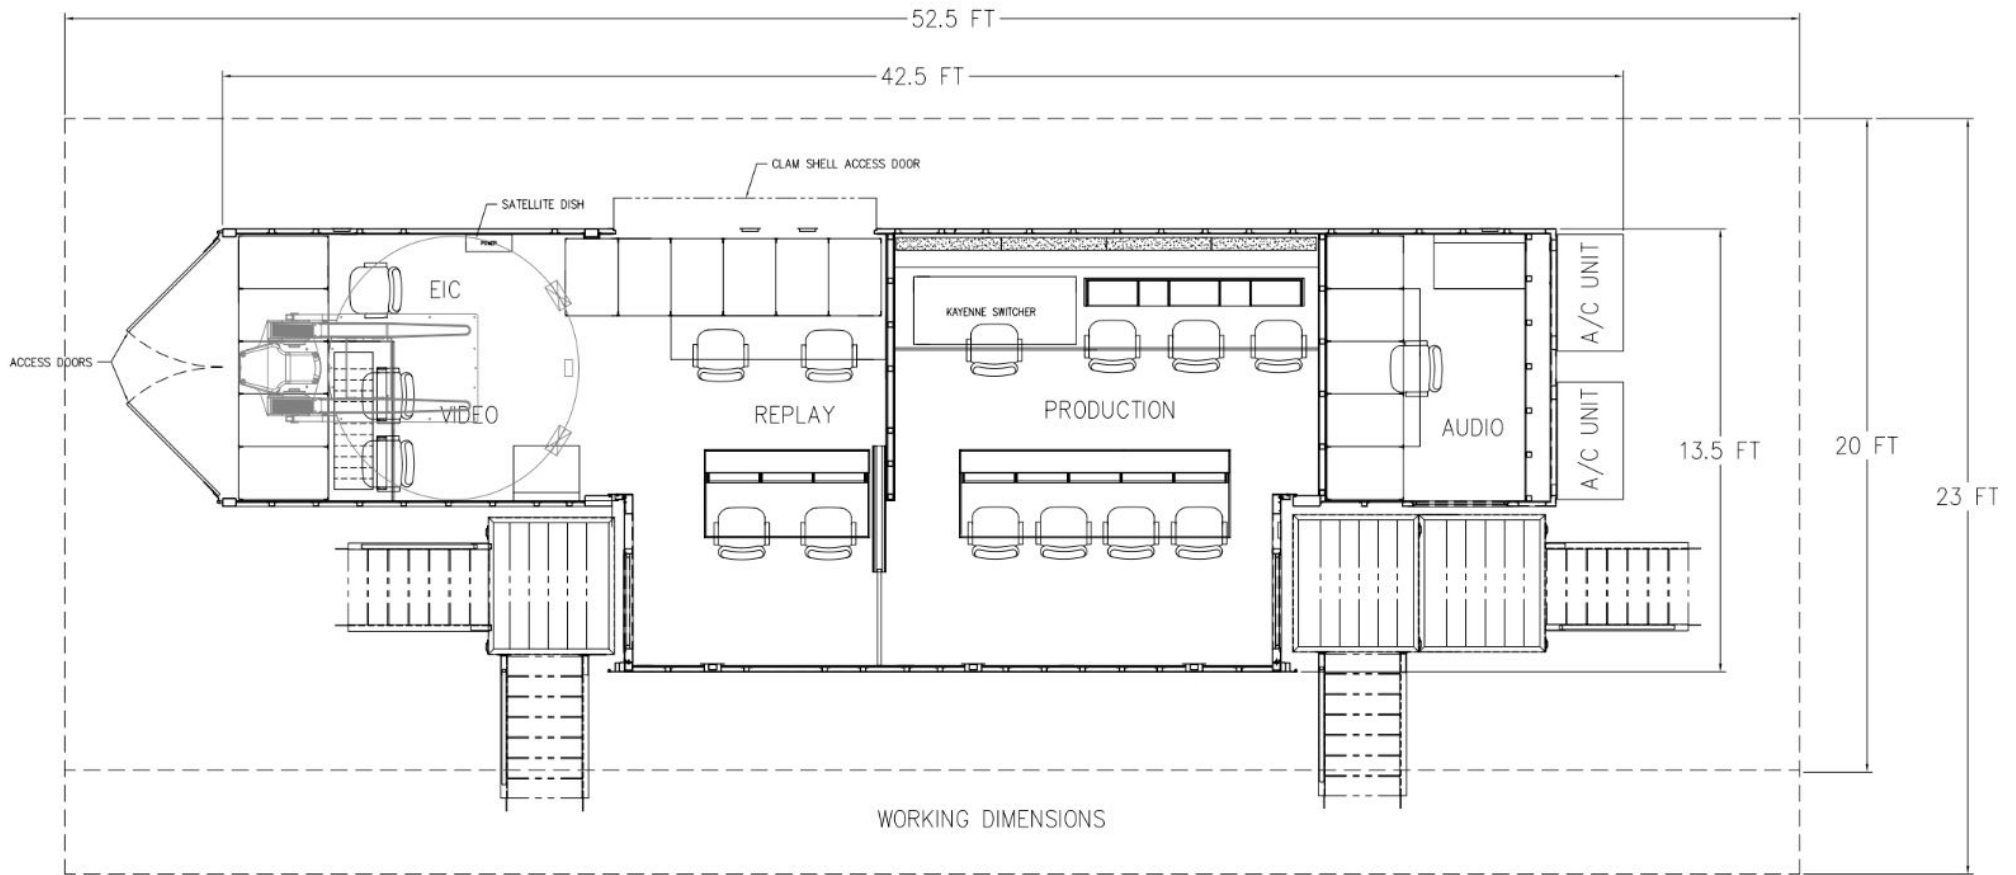 52.5 FT
42.5 FT
CLAM SHELL ACCESS DOOR
SATELLITE DISH
POWER
EIC
KAYENNE SWITCHER
A/C UNIT
ACCESS DOORS
VIDEO
REPLAY
PRODUCTION
AUDIO
A/C UNIT
13.5 FT
20 FT
23 FT
WORKING DIMENSIONS